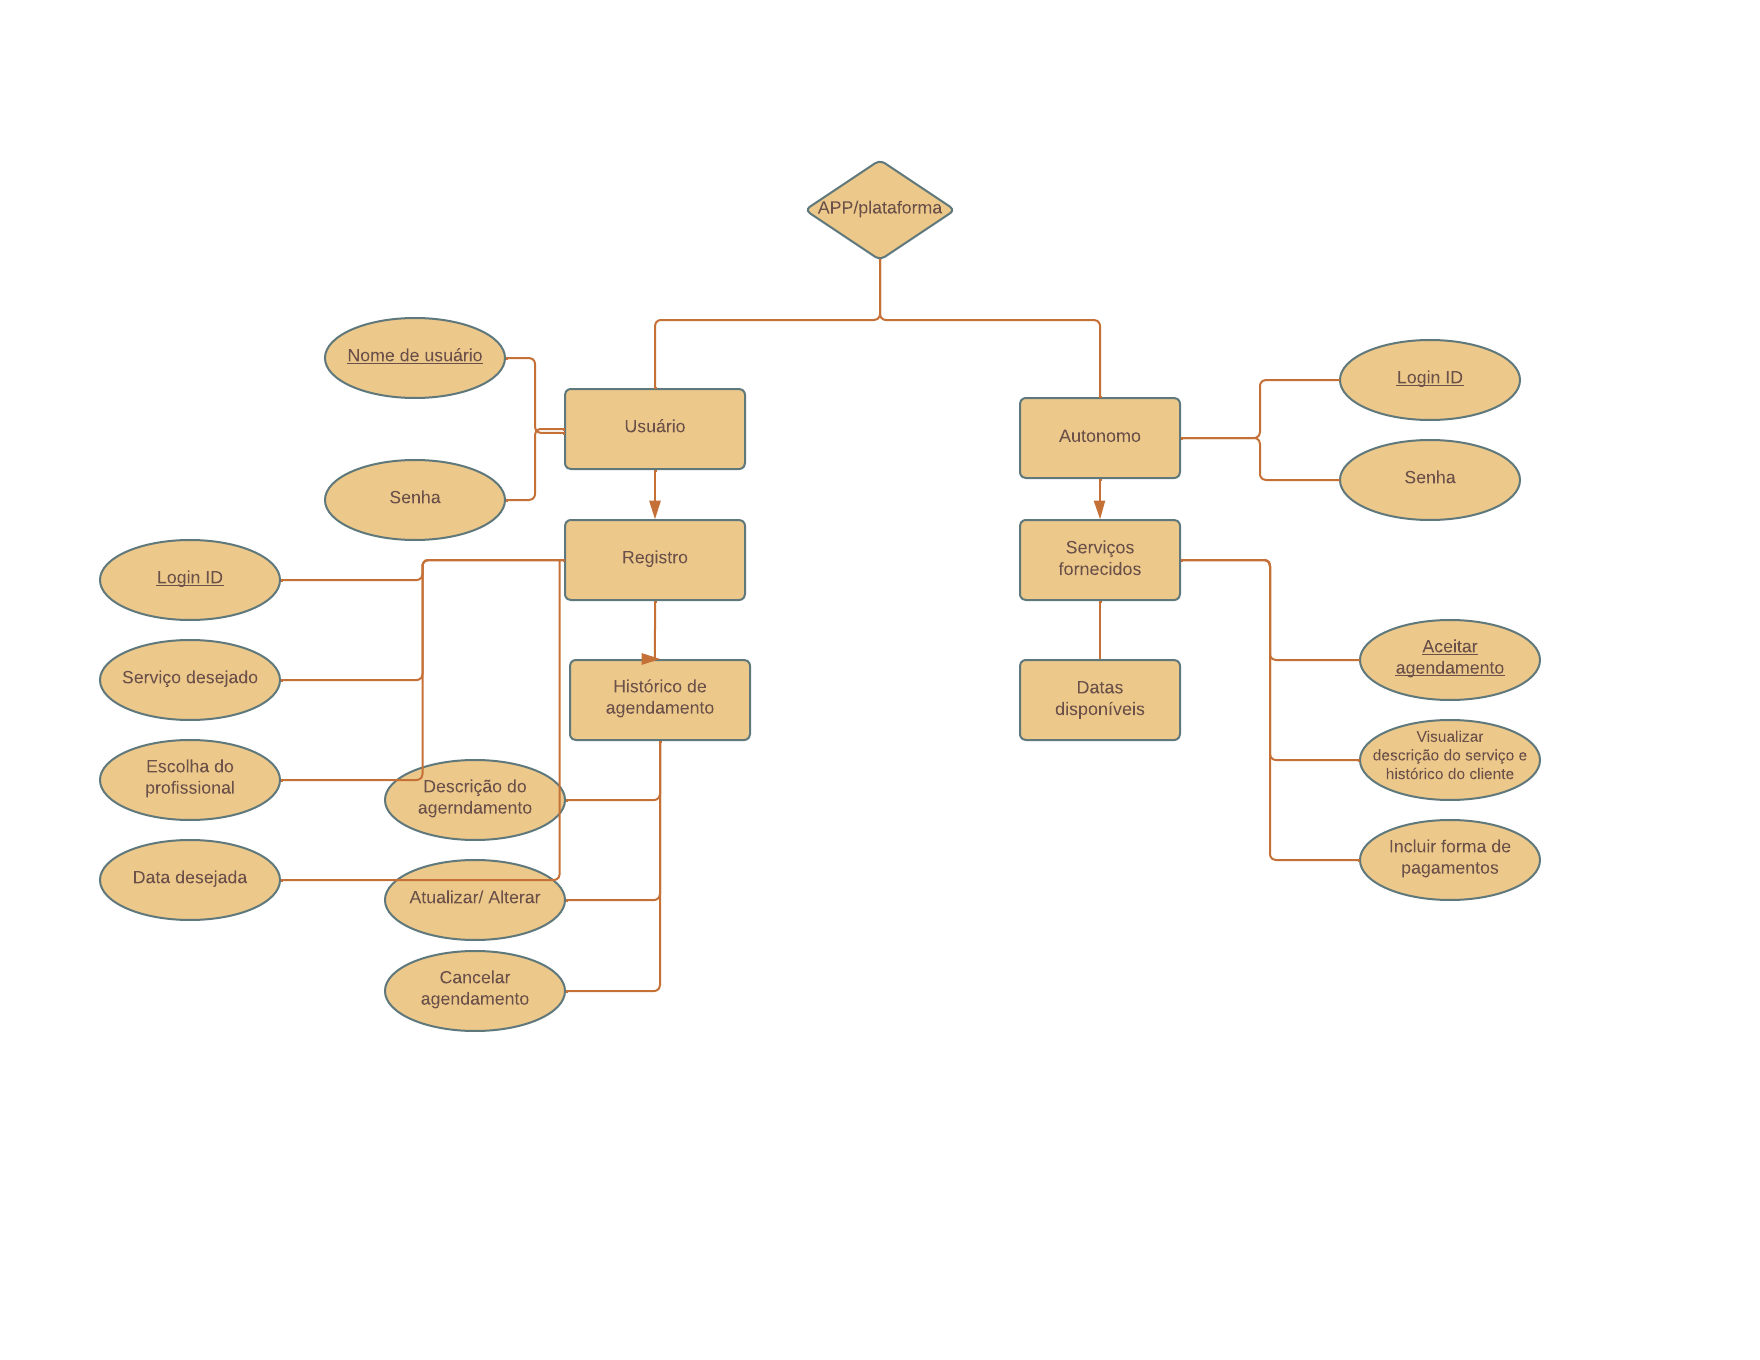 APP/plataforma
Nome de usuário
Usuário
Senha
Autonomo
Login ID
Senha
Registro
Login ID
Serviço desejado
Escolha do
profissional
Data desejada
Histórico de
agendamento
Descrição do
agerndamento
Atualizar/ Alterar
Cancelar
agendamento
Serviços
fornecidos
Datas
disponíveis
Aceitar
agendamento
Visualizar
descrição do serviço e
histórico do cliente
Incluir forma de
pagamentos